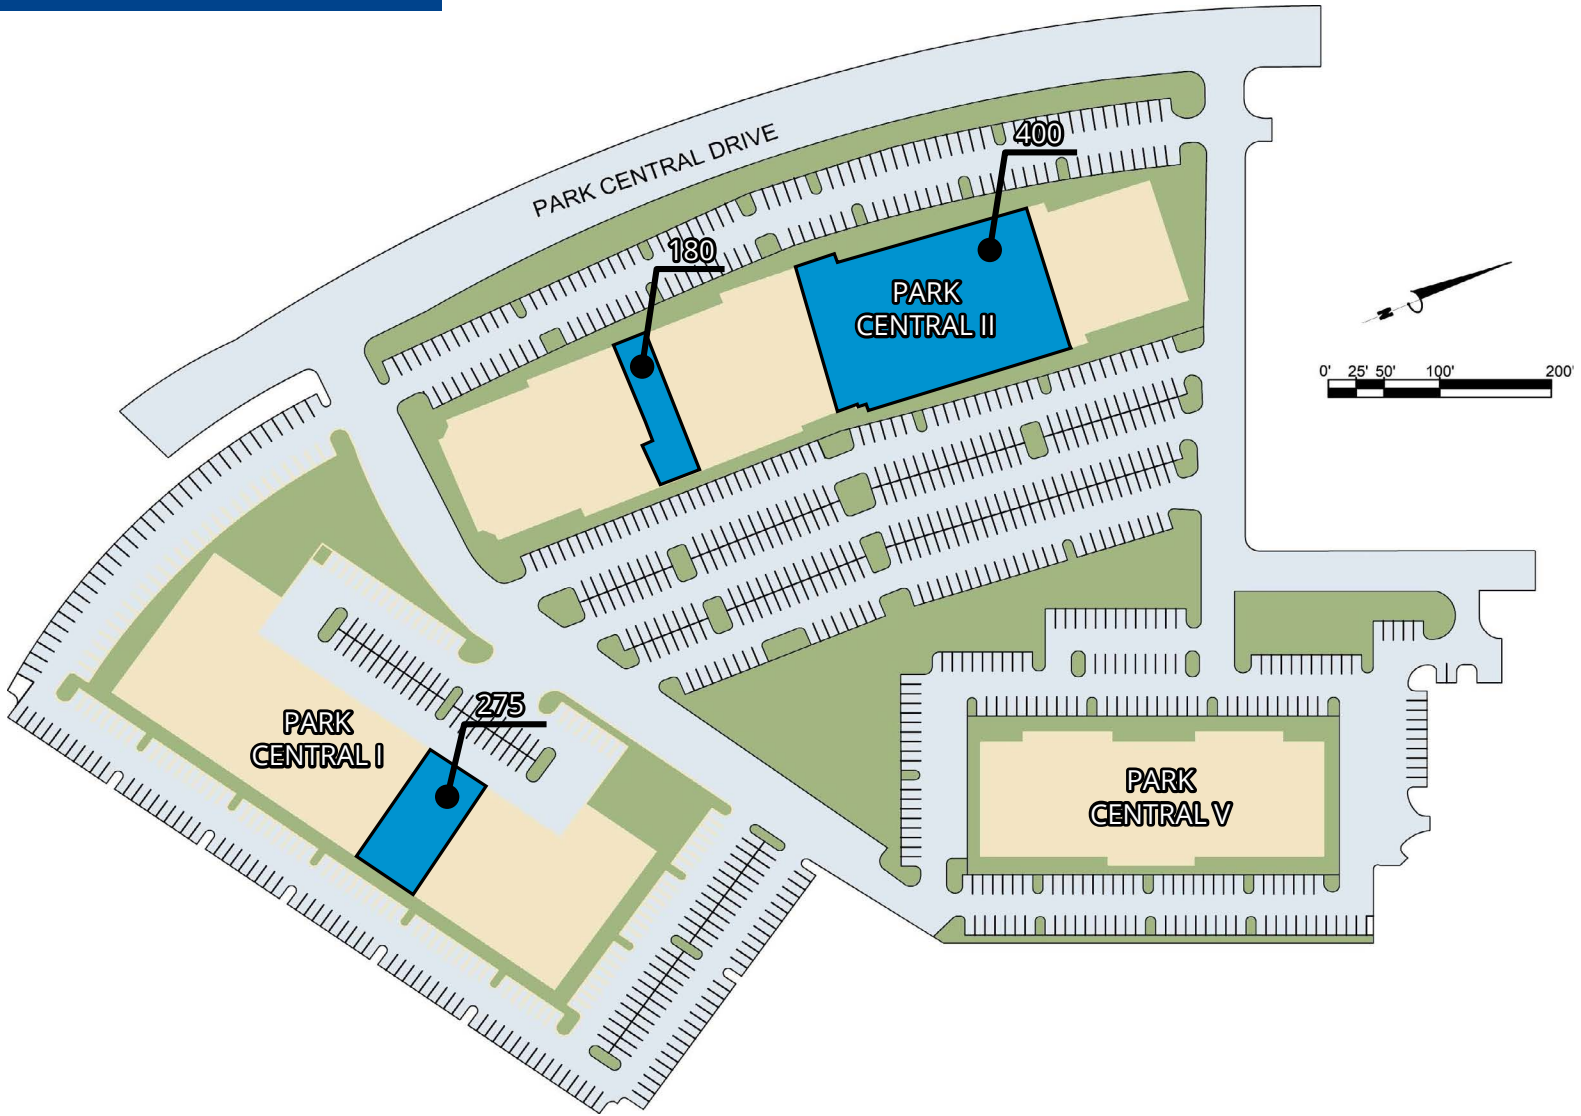 PARK CENTRAL DRIVE
400
180
PARK
CENTRAL II
N
0' 25' 50' 100' 200'
275
PARK
CENTRAL I
PARK
CENTRAL V